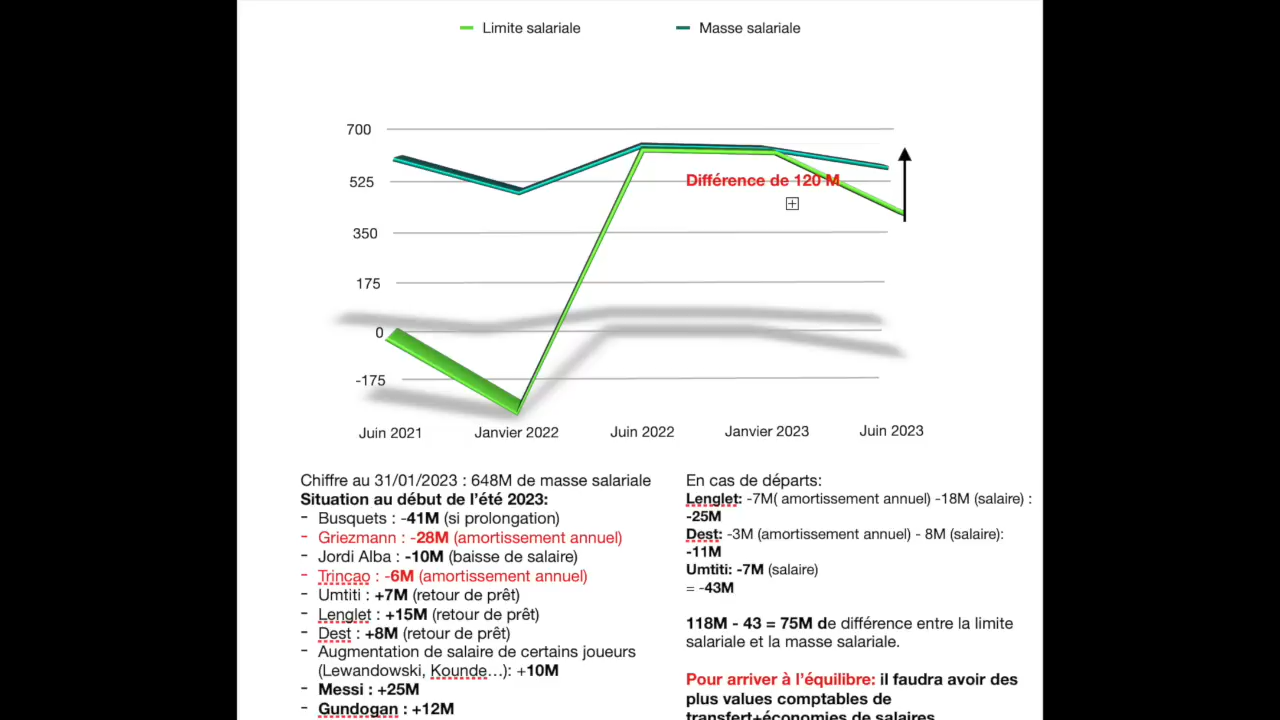 Limite salariale
Masse salariale
700
525
350
175
0
-175
Différence de 120 M
Juin 2021
Janvier 2022
Juin 2022
Janvier 2023
Juin 2023
Chiffre au 31/01/2023 : 648M de masse salariale
Situation au début de l'été 2023:
- Busquets : -41M (si prolongation)
- Griezmann : -28M (amortissement annuel)
- Jordi Alba : -10M (baisse de salaire)
- Trincao : -6M (amortissement annuel)
- Umtiti : +7M (retour de prêt)
- Lenglet : +15M (retour de prêt)
- Dest : +8M (retour de prêt)
- Augmentation de salaire de certains joueurs
(Lewandowski, Kounde…): +10M
- Messi : +25M
- Gundogan : +12M
En cas de départs:
Lenglet: -7M( amortissement annuel) -18M (salaire) :
-25M
Dest: -3M (amortissement annuel) - 8M (salaire):
-11M
Umtiti: -7M (salaire)
= -43M
118M - 43 = 75M de différence entre la limite
salariale et la masse salariale.
Pour arriver à l'équilibre: il faudra avoir des
plus values comptables de
transfert+économies de salaires